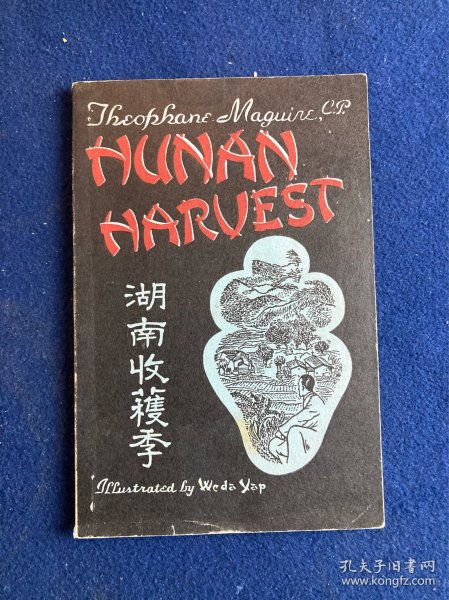 Theophane Maguire, C.P.
HUNAN
HARVEST
湖南收穫季
Illustrated by Weda Yap
孔夫子旧书网
www.kongfz.com